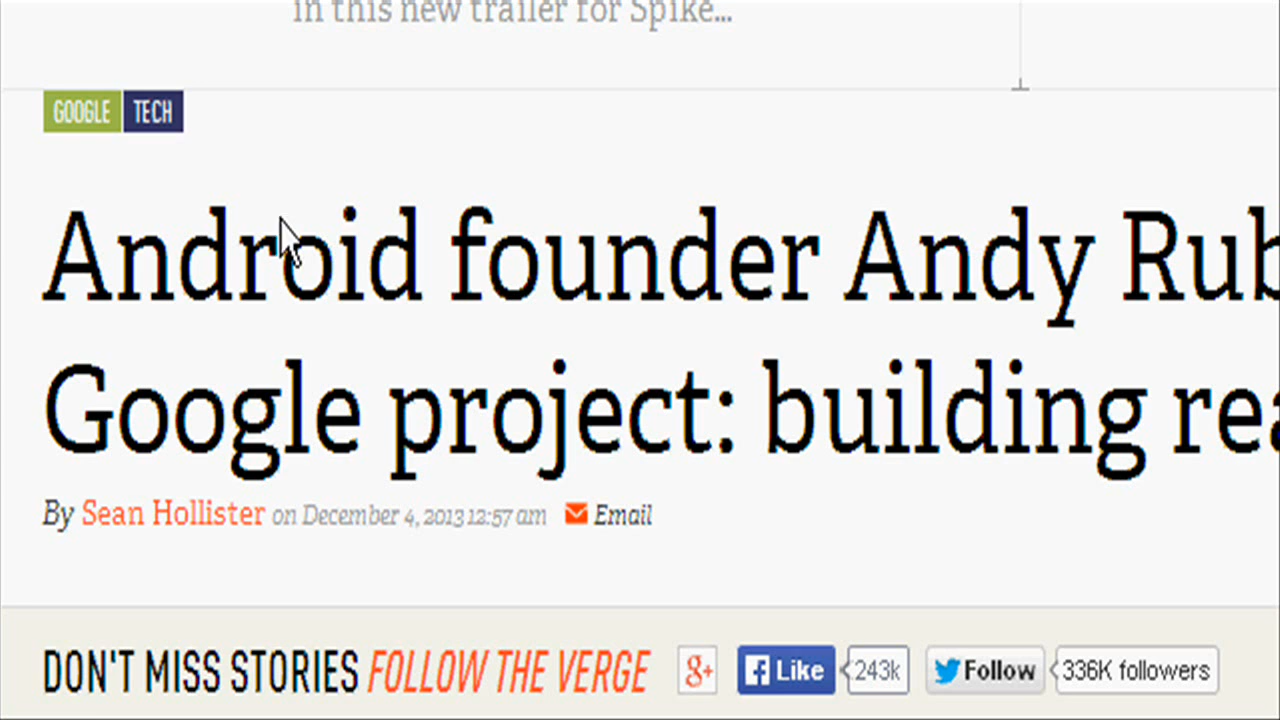 in this new trailer for Spike...
GOOGLE TECH
Android founder Andy Rub
Google project: building rea
By Sean Hollister on December 4, 2013 12:57 am Email
DON'T MISS STORIES FOLLOW THE VERGE g+ Like 243k Follow 336K followers